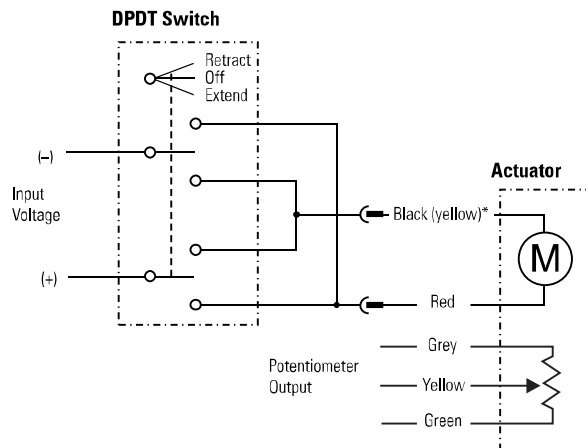 DPDT Switch
Retract
Off
Extend
(–)
Input
Voltage
(+)
Actuator
Black (yellow)*
M
Red
Grey
Potentiometer
Output
Yellow
Green